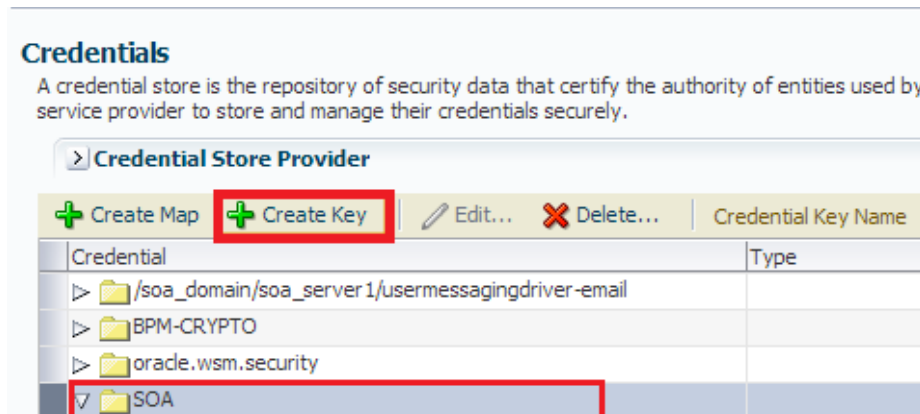 Credentials
A credential store is the repository of security data that certify the authority of entities used by
service provider to store and manage their credentials securely.
Credential Store Provider
Create Map Create Key Edit... Delete... Credential Key Name
Credential Type
/soa_domain/soa_server1/usermessagingdriver-email
BPM-CRYPTO
oracle.wsm.security
SOA